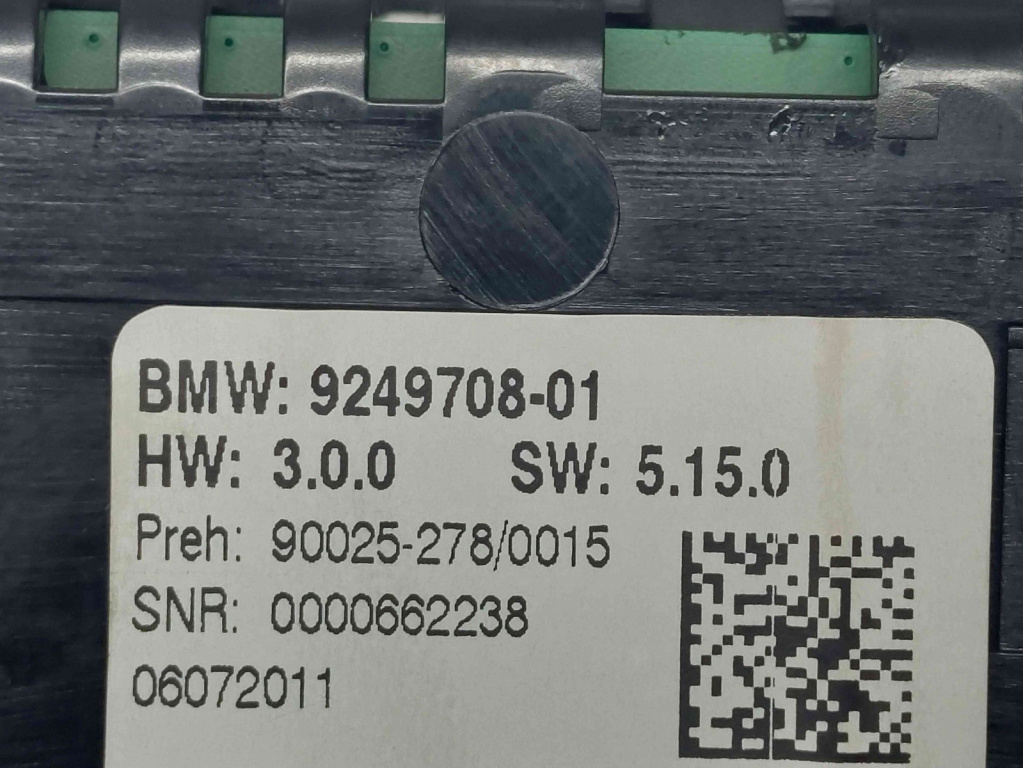 BMW: 9249708-01
HW: 3.0.0 SW: 5.15.0
Preh: 90025-278/0015
SNR: 0000662238
06072011